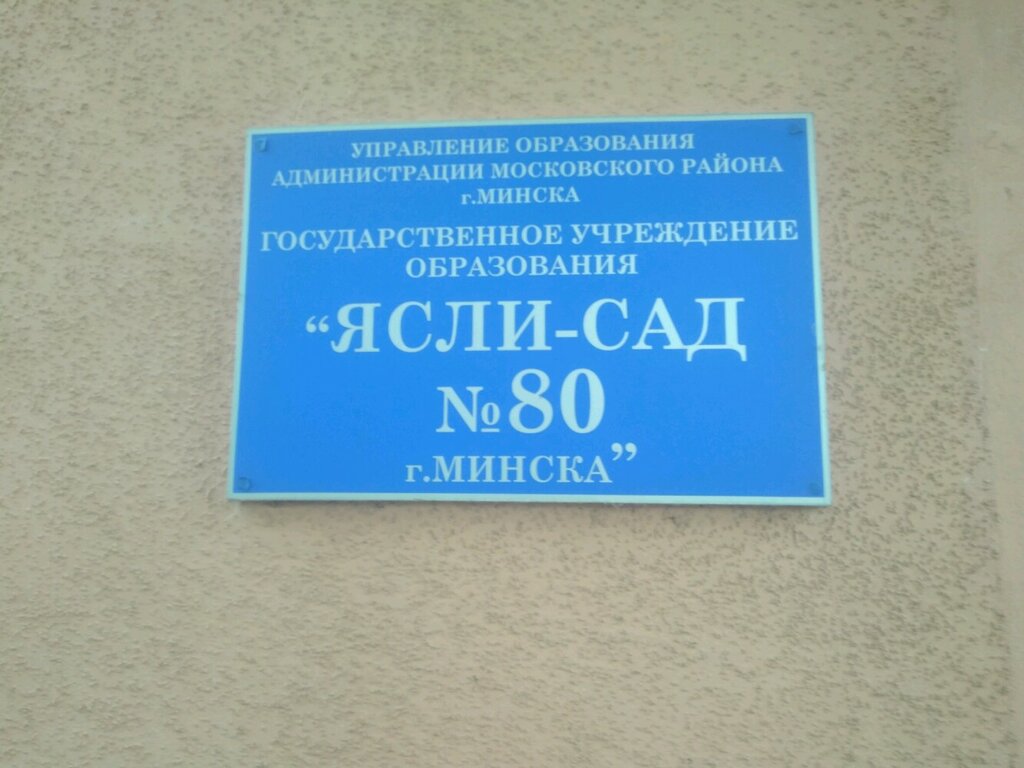 УПРАВЛЕНИЕ ОБРАЗОВАНИЯ
АДМИНИСТРАЦИИ МОСКОВСКОГО РАЙОНА
г.МИНСКА
ГОСУДАРСТВЕННОЕ УЧРЕЖДЕНИЕ
ОБРАЗОВАНИЯ
“ЯСЛИ-САД
№80
г.МИНСКА”